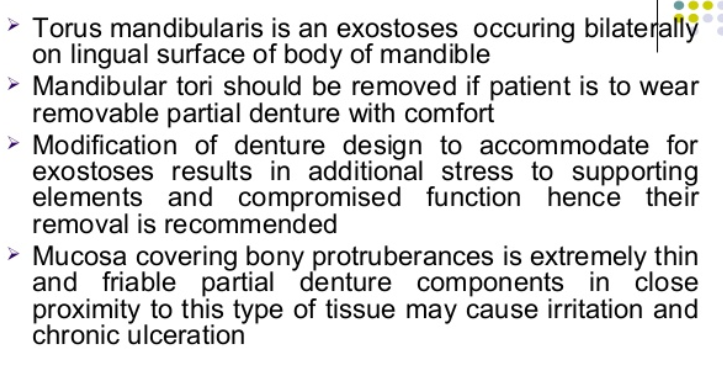 ➢ Torus mandibularis is an exostoses occuring bilaterally
on lingual surface of body of mandible
➢ Mandibular tori should be removed if patient is to wear
removable partial denture with comfort
➢ Modification of denture design to accommodate for
exostoses results in additional stress to supporting
elements and compromised function hence their
removal is recommended
➢ Mucosa covering bony protruberances is extremely thin
and friable partial denture components in close
proximity to this type of tissue may cause irritation and
chronic ulceration